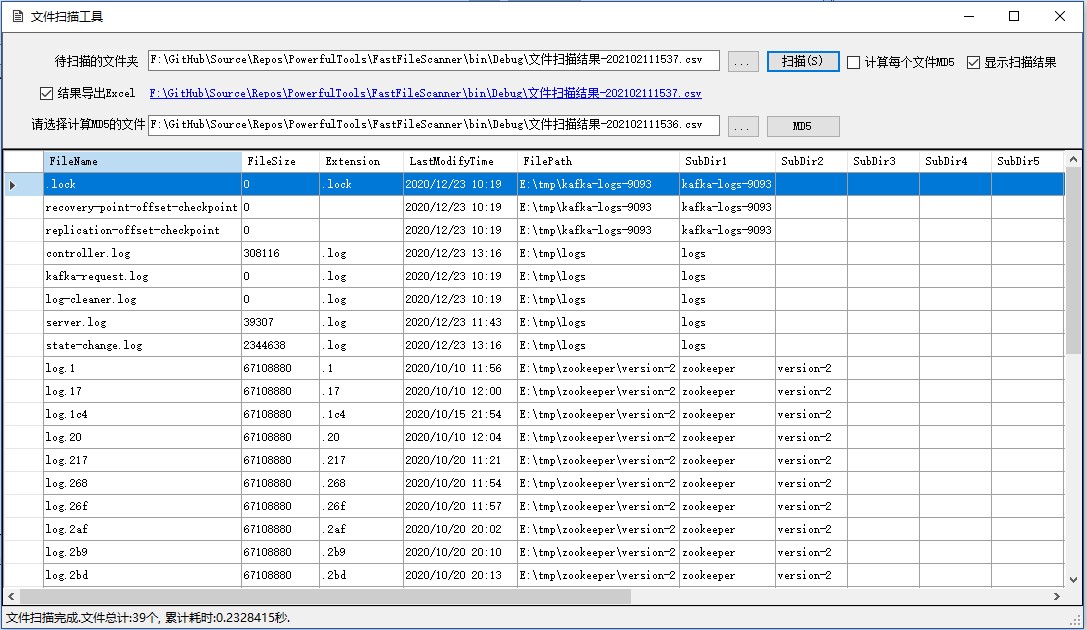 文件扫描工具
待扫描的文件夹 F:\GitHub\Source\Repos\PowerfulTools\FastFileScanner\bin\Debug\文件扫描结果-202102111537.csv ... 扫描(S) 计算每个文件MD5 显示扫描结果
结果导出Excel F:\GitHub\Source\Repos\PowerfulTools\FastFileScanner\bin\Debug\文件扫描结果-202102111537.csv
请选择计算MD5的文件 F:\GitHub\Source\Repos\PowerfulTools\FastFileScanner\bin\Debug\文件扫描结果-202102111536.csv ... MD5
FileName FileSize Extension LastModifyTime FilePath SubDir1 SubDir2 SubDir3 SubDir4 SubDir5
.lock 0 .lock 2020/12/23 10:19 E:\tmp\kafka-logs-9093 kafka-logs-9093
recovery-point-offset-checkpoint 0 2020/12/23 10:19 E:\tmp\kafka-logs-9093 kafka-logs-9093
replication-offset-checkpoint 0 2020/12/23 10:19 E:\tmp\kafka-logs-9093 kafka-logs-9093
controller.log 308116 .log 2020/12/23 13:16 E:\tmp\logs logs
kafka-request.log 0 .log 2020/12/23 10:19 E:\tmp\logs logs
log-cleaner.log 0 .log 2020/12/23 10:19 E:\tmp\logs logs
server.log 39307 .log 2020/12/23 11:43 E:\tmp\logs logs
state-change.log 2344638 .log 2020/12/23 13:16 E:\tmp\logs logs
log.1 67108880 .1 2020/10/10 11:56 E:\tmp\zookeeper\version-2 zookeeper version-2
log.17 67108880 .17 2020/10/10 12:00 E:\tmp\zookeeper\version-2 zookeeper version-2
log.1c4 67108880 .1c4 2020/10/15 21:54 E:\tmp\zookeeper\version-2 zookeeper version-2
log.20 67108880 .20 2020/10/10 12:04 E:\tmp\zookeeper\version-2 zookeeper version-2
log.217 67108880 .217 2020/10/20 11:21 E:\tmp\zookeeper\version-2 zookeeper version-2
log.268 67108880 .268 2020/10/20 11:54 E:\tmp\zookeeper\version-2 zookeeper version-2
log.26f 67108880 .26f 2020/10/20 11:57 E:\tmp\zookeeper\version-2 zookeeper version-2
log.2af 67108880 .2af 2020/10/20 20:02 E:\tmp\zookeeper\version-2 zookeeper version-2
log.2b9 67108880 .2b9 2020/10/20 20:10 E:\tmp\zookeeper\version-2 zookeeper version-2
log.2bd 67108880 .2bd 2020/10/20 20:13 E:\tmp\zookeeper\version-2 zookeeper version-2
文件扫描完成.文件总计:39个, 累计耗时:0.2328415秒.